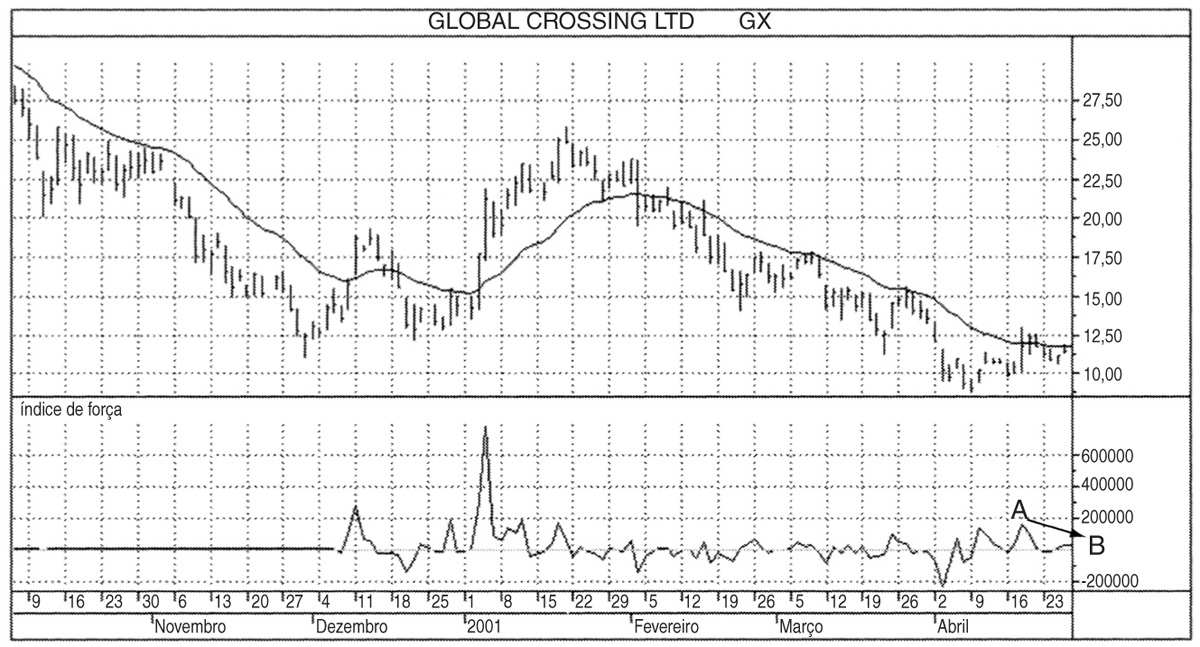 GLOBAL CROSSING LTD GX
27,50
25,00
22,50
20,00
17,50
15,00
12,50
10,00
índice de força
600000
400000
A
200000
B
-200000
9 16 23 30 6 13 20 27 4 11 18 25 1 8 15 22 29 5 12 19 26 5 12 19 26 2 9 16 23
Novembro Dezembro 2001 Fevereiro Março Abril